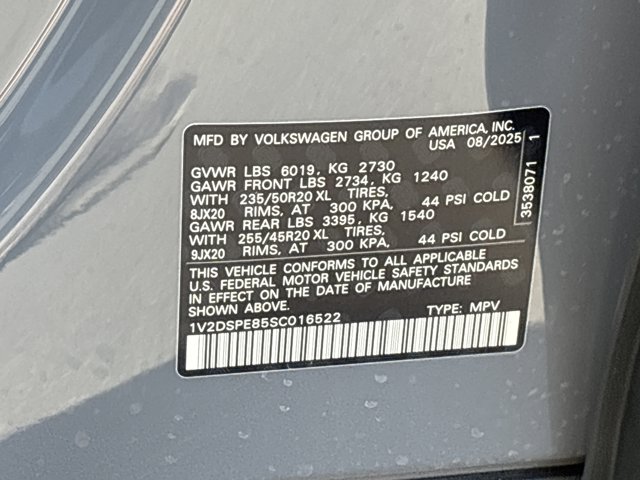 MFD BY VOLKSWAGEN GROUP OF AMERICA, INC.
USA 08/2025
GVWR LBS 6019, KG 2730
GAWR FRONT LBS 2734, KG 1240
WITH 235/50R20 XL TIRES,
8JX20 RIMS, AT 300 KPA, 44 PSI COLD
GAWR REAR LBS 3395, KG 1540
WITH 255/45R20 XL TIRES,
9JX20 RIMS, AT 300 KPA, 44 PSI COLD
THIS VEHICLE CONFORMS TO ALL APPLICABLE
U.S. FEDERAL MOTOR VEHICLE SAFETY STANDARDS
IN EFFECT ON THE DATE OF MANUFACTURE
SHOWN ABOVE.
1V2DSPE85SC016522 TYPE: MPV
3538071 1